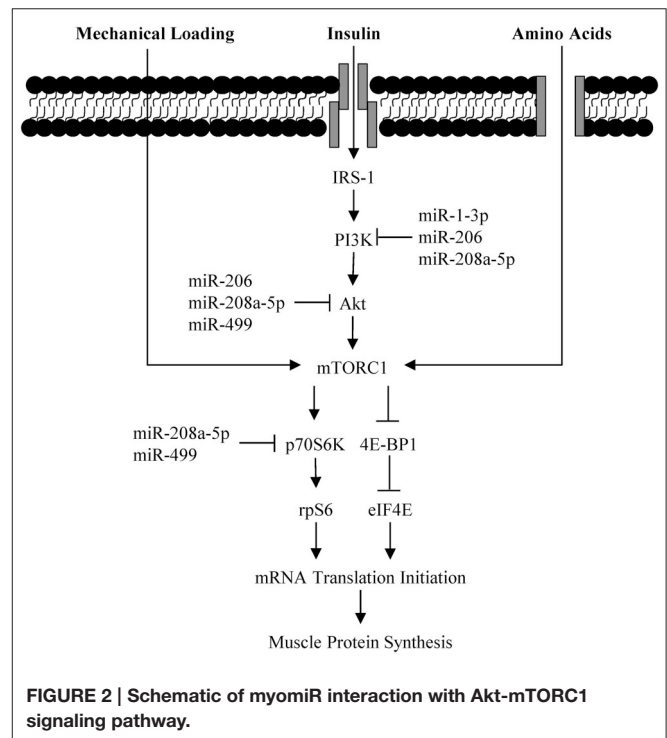 Mechanical Loading
Insulin
Amino Acids
IRS-1
PI3K
miR-1-3p
miR-206
miR-208a-5p
miR-206
miR-208a-5p
miR-499
Akt
mTORC1
miR-208a-5p
miR-499
p70S6K
4E-BP1
rpS6
eIF4E
mRNA Translation Initiation
Muscle Protein Synthesis
FIGURE 2 | Schematic of myomiR interaction with Akt-mTORC1
signaling pathway.